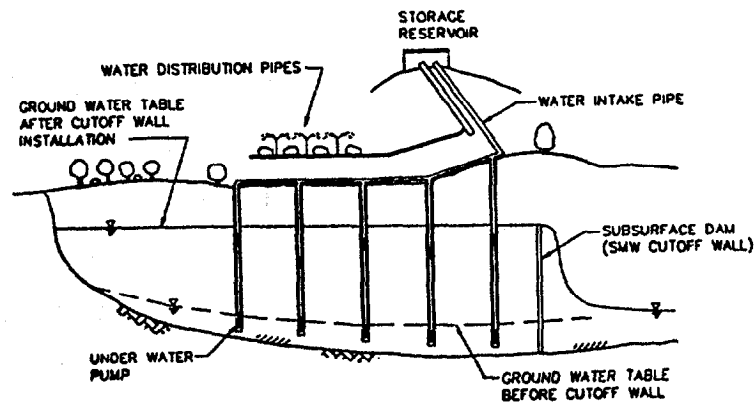 STORAGE
RESERVOIR
WATER DISTRIBUTION PIPES
GROUND WATER TABLE
AFTER CUTOFF WALL
INSTALLATION
WATER INTAKE PIPE
SUBSURFACE DAM
(SMW CUTOFF WALL)
UNDER WATER
PUMP
GROUND WATER TABLE
BEFORE CUTOFF WALL